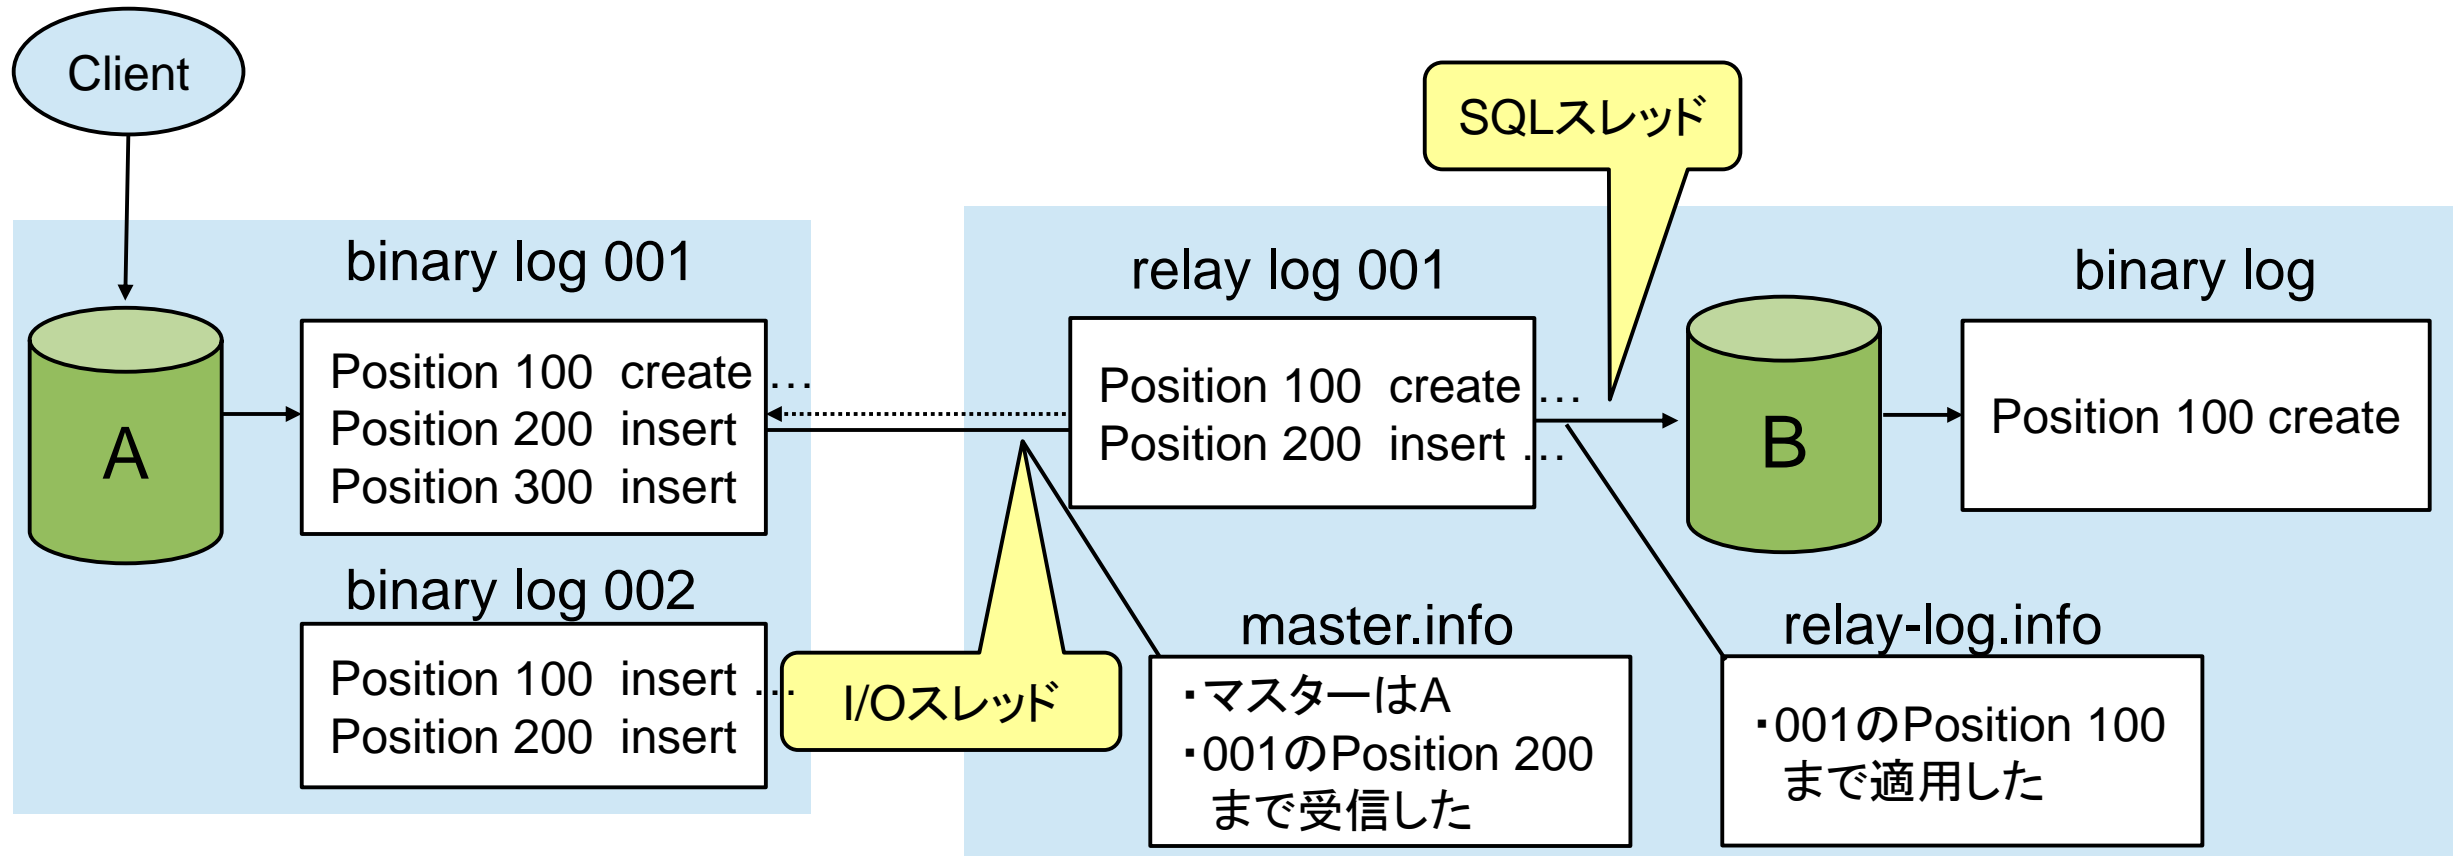 Client
SQLスレッド
binary log 001
A
Position 100 create …
Position 200 insert
Position 300 insert
binary log 002
Position 100 insert …
Position 200 insert
I/Oスレッド
relay log 001
Position 100 create …
Position 200 insert …
B
binary log
Position 100 create
master.info
・マスターはA
・001のPosition 200
まで受信した
relay-log.info
・001のPosition 100
まで適用した